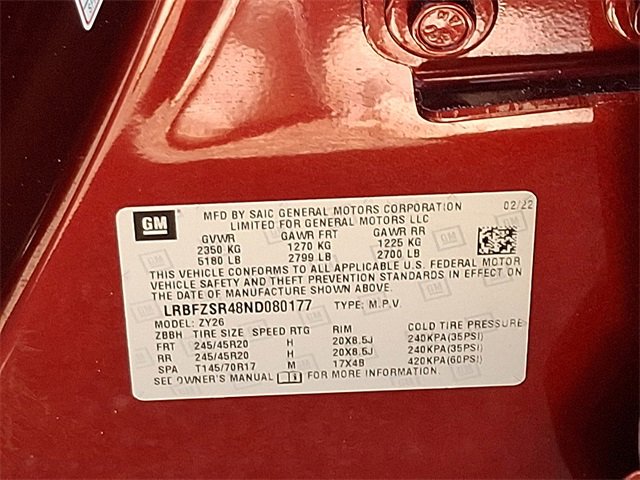 GM
MFD BY SAIC GENERAL MOTORS CORPORATION 02/22
LIMITED FOR GENERAL MOTORS LLC
GVWR GAWR FRT GAWR RR
2350 KG 1270 KG 1225 KG
5180 LB 2799 LB 2700 LB
THIS VEHICLE CONFORMS TO ALL APPLICABLE U.S. FEDERAL MOTOR
VEHICLE SAFETY AND THEFT PREVENTION STANDARDS IN EFFECT ON
THE DATE OF MANUFACTURE SHOWN ABOVE.
LRBFZSR48ND080177 TYPE: M.P.V.
MODEL: ZY26
ZBBH TIRE SIZE SPEED RTG RIM COLD TIRE PRESSURE
FRT 245/45R20 H 20X8.5J 240KPA(35PSI)
RR 245/45R20 H 20X8.5J 240KPA(35PSI)
SPA T145/70R17 M 17X4B 420KPA(60PSI)
SEE OWNER'S MANUAL FOR MORE INFORMATION.